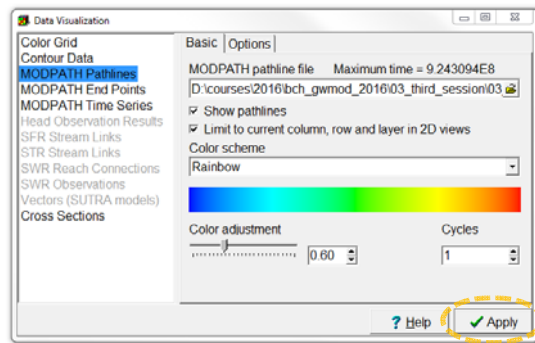 Data Visualization
Color Grid
Contour Data
MODPATH Pathlines
MODPATH End Points
MODPATH Time Series
Head Observation Results
SFR Stream Links
STR Stream Links
SWR Reach Connections
SWR Observations
Vectors (SUTRA models)
Cross Sections
Basic Options
MODPATH pathline file Maximum time = 9.243094E8
D:\courses\2016\bch_gwmod_2016\03_third_session\03_
Show pathlines
Limit to current column, row and layer in 2D views
Color scheme
Rainbow
Color adjustment Cycles
0.60 1
? Help Apply